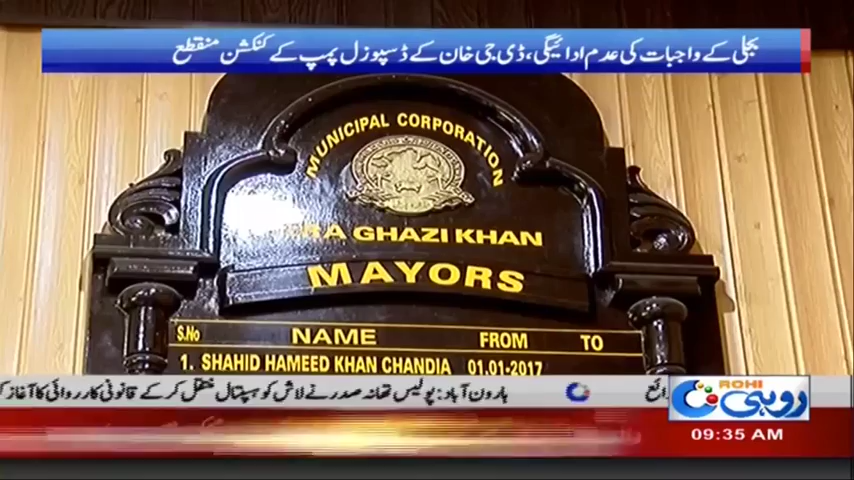 بجلی کے واجبات کی عدم ادائیگی، ڈی جی خان کے ڈسپوزل پمپ کے کنکشن منقطع
MUNICIPAL CORPORATION
RA GHAZI KHAN
MAYORS
S.No NAME FROM TO
1. SHAHID HAMEED KHAN CHANDIA 01.01-2017
ہارون آباد: پولیس تھانہ صدر نے لاش کو ہسپتال منتقل کر کے قانونی کارروائی کا آغاز
ذرائع
ROHI
روہی
09:35 AM